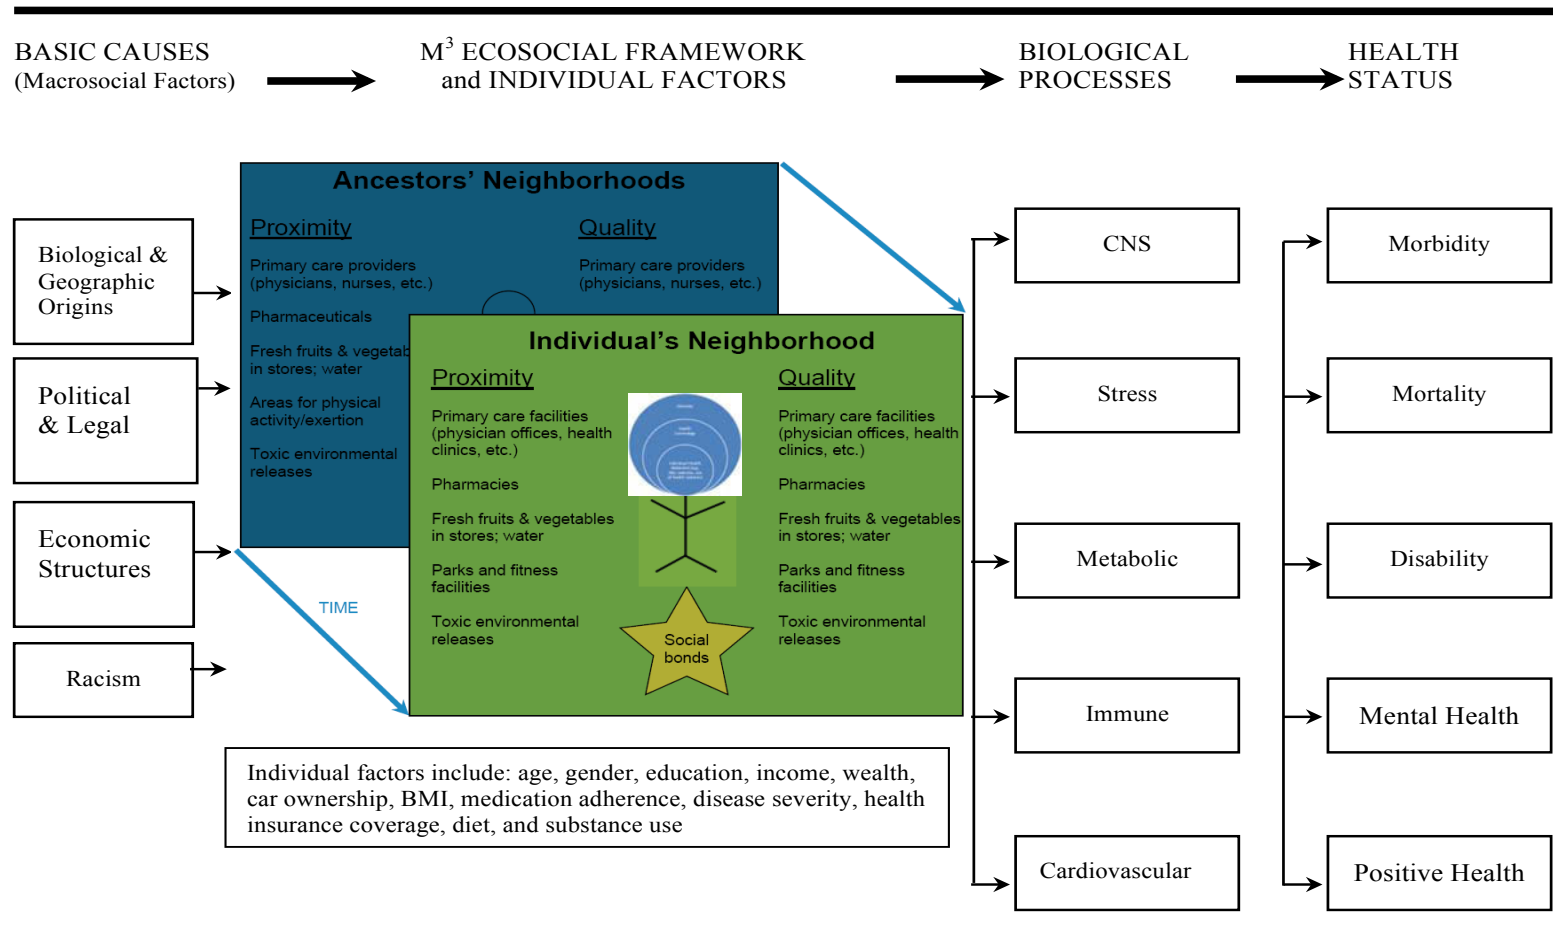 BASIC CAUSES
(Macrosocial Factors)
M³ ECOSOCIAL FRAMEWORK
and INDIVIDUAL FACTORS
BIOLOGICAL
PROCESSES
HEALTH
STATUS
Biological &
Geographic
Origins
Political
& Legal
Economic
Structures
Racism
Ancestors’ Neighborhoods
Proximity
Primary care providers
(physicians, nurses, etc.)
Pharmaceuticals
Fresh fruits & vegetab
in stores; water
Areas for physical
activity/exertion
Toxic environmental
releases
Quality
Primary care providers
(physicians, nurses, etc.)
TIME
Individual’s Neighborhood
Proximity
Primary care facilities
(physician offices, health
clinics, etc.)
Pharmacies
Fresh fruits & vegetables
in stores; water
Parks and fitness
facilities
Toxic environmental
releases
Social
bonds
Quality
Primary care facilities
(physician offices, health
clinics, etc.)
Pharmacies
Fresh fruits & vegetables
in stores; water
Parks and fitness
facilities
Toxic environmental
releases
Individual factors include: age, gender, education, income, wealth,
car ownership, BMI, medication adherence, disease severity, health
insurance coverage, diet, and substance use
CNS
Stress
Metabolic
Immune
Cardiovascular
Morbidity
Mortality
Disability
Mental Health
Positive Health